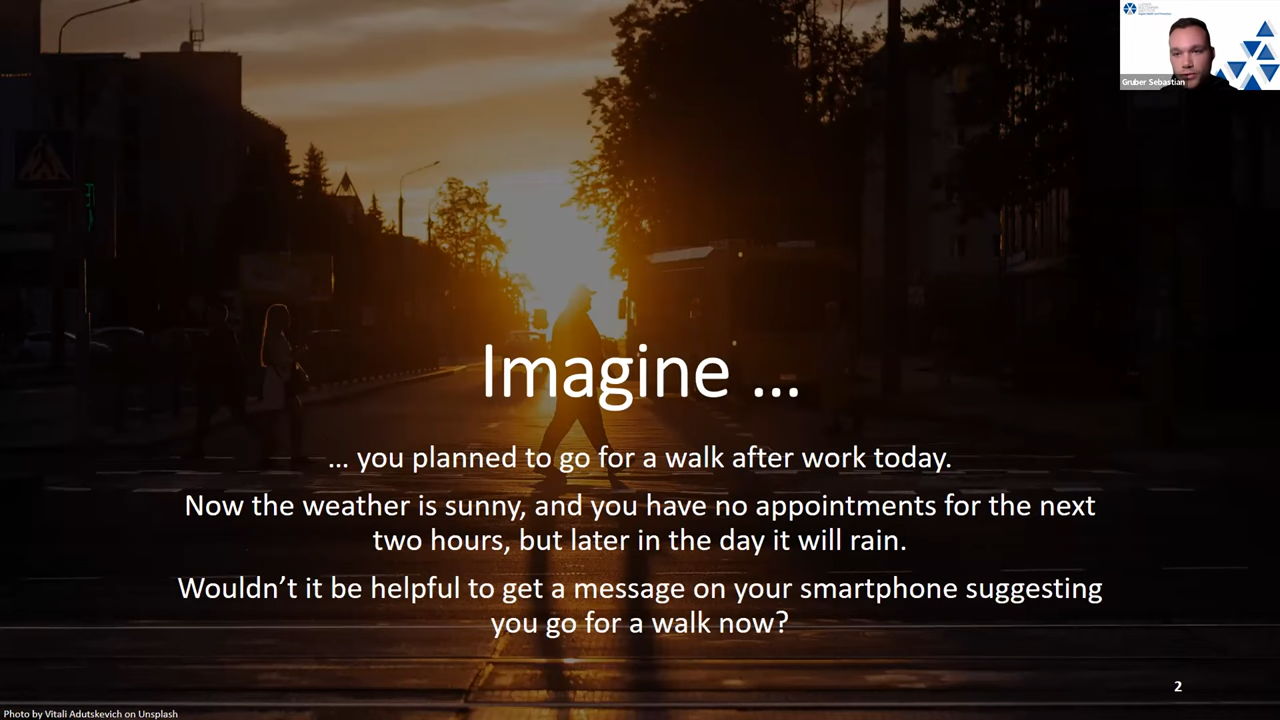 Gruber Sebastian
Imagine ...
... you planned to go for a walk after work today.
Now the weather is sunny, and you have no appointments for the next
two hours, but later in the day it will rain.
Wouldn’t it be helpful to get a message on your smartphone suggesting
you go for a walk now?
2
Photo by Vitali Adutskevich on Unsplash